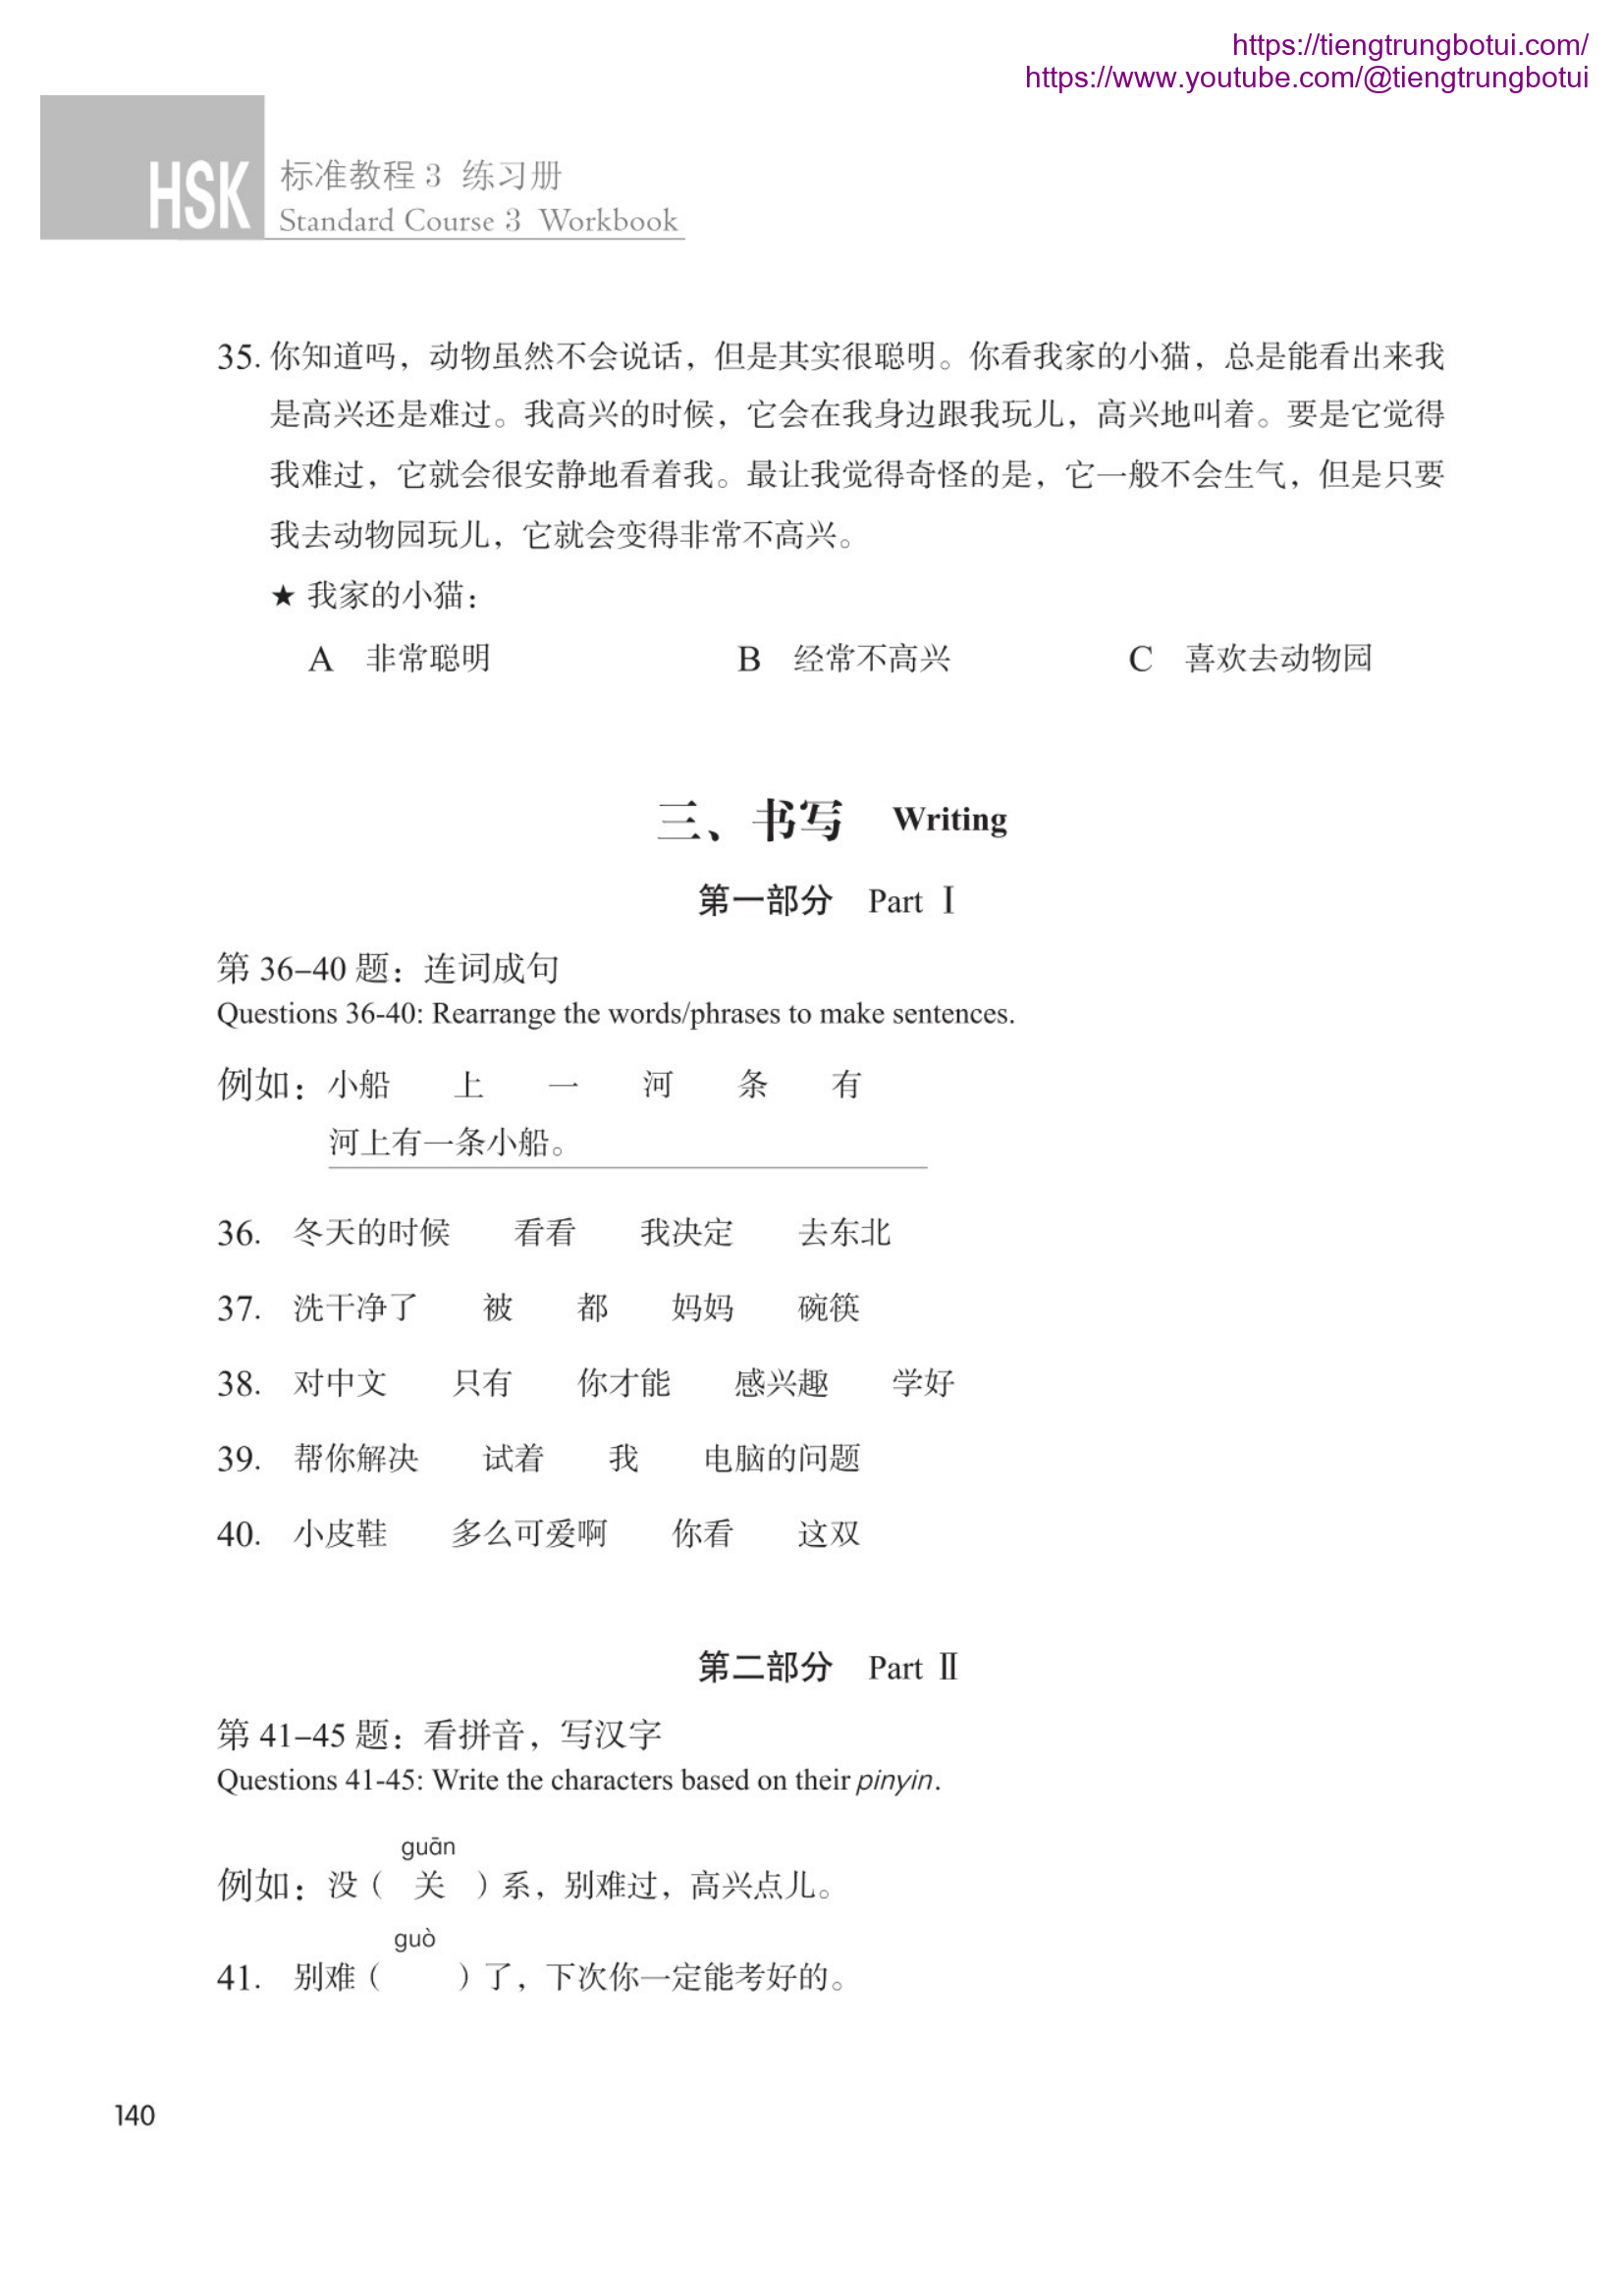 https://tiengtrungbotui.com/
https://www.youtube.com/@tiengtrungbotui
HSK 标准教程 3 练习册
Standard Course 3 Workbook
35. 你知道吗，动物虽然不会说话，但是其实很聪明。你看我家的小猫，总是能看出来我
是高兴还是难过。我高兴的时候，它会在我身边跟我玩儿，高兴地叫着。要是它觉得
我难过，它就会很安静地看着我。最让我觉得奇怪的是，它一般不会生气，但是只要
我去动物园玩儿，它就会变得非常不高兴。
★ 我家的小猫：
A 非常聪明 B 经常不高兴 C 喜欢去动物园
三、书写 Writing
第一部分 Part Ⅰ
第 36–40 题：连词成句
Questions 36-40: Rearrange the words/phrases to make sentences.
例如：小船 上 一 河 条 有
河上有一条小船。
36. 冬天的时候 看看 我决定 去东北
37. 洗干净了 被 都 妈妈 碗筷
38. 对中文 只有 你才能 感兴趣 学好
39. 帮你解决 试着 我 电脑的问题
40. 小皮鞋 多么可爱啊 你看 这双
第二部分 Part Ⅱ
第 41–45 题：看拼音，写汉字
Questions 41-45: Write the characters based on their pinyin.
guān
例如：没（ 关 ）系，别难过，高兴点儿。
guò
41. 别难（ ）了，下次你一定能考好的。
140